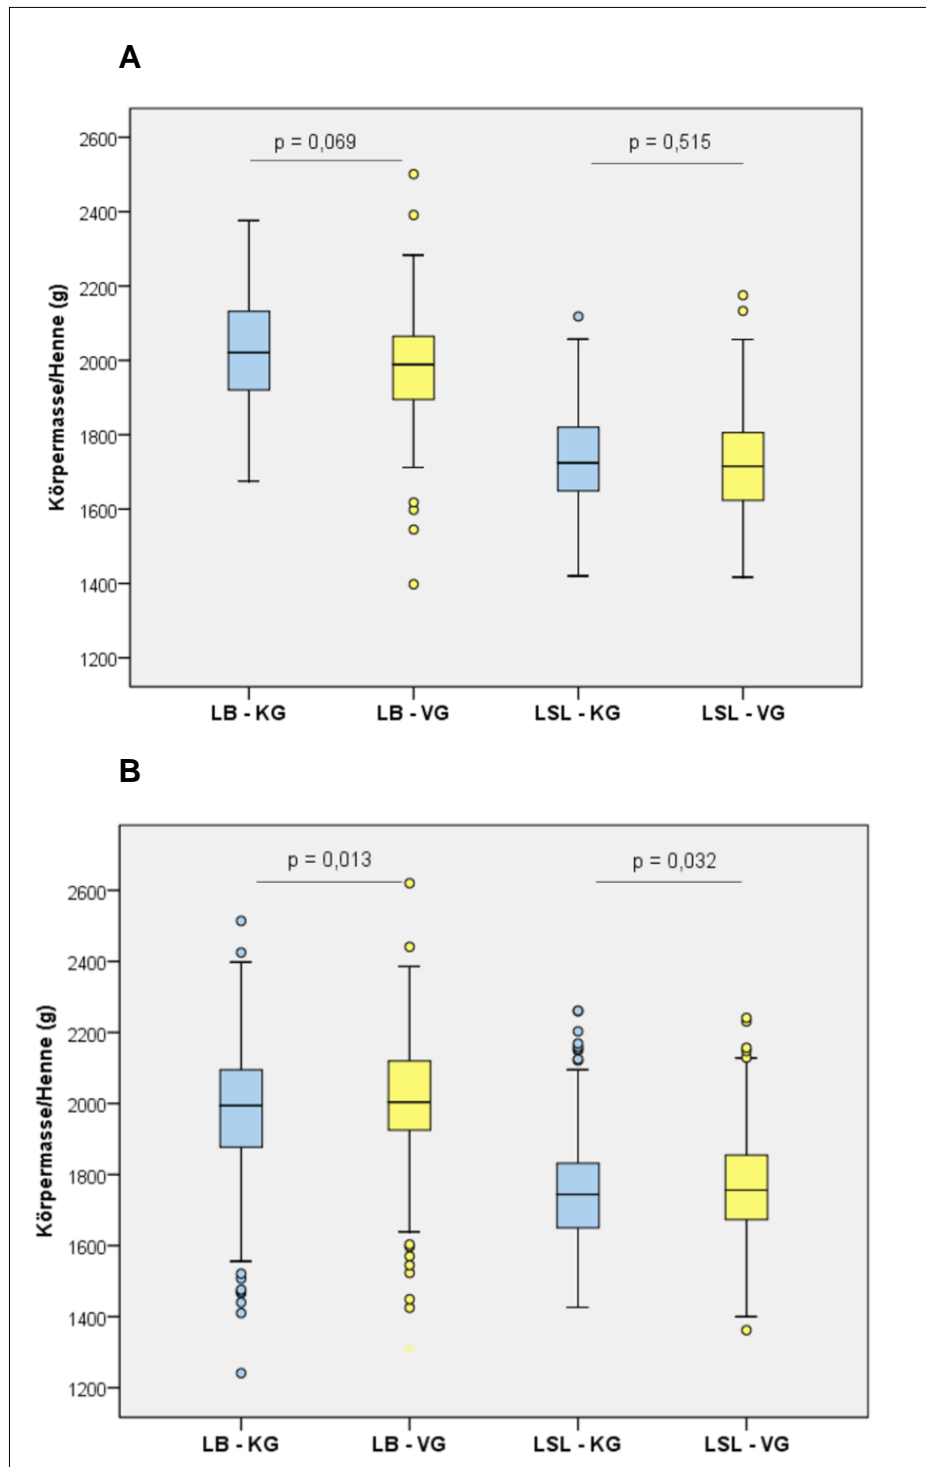 A
p = 0,069
p = 0,515
2600
2400
2200
2000
1800
1600
1400
1200
Körpermasse/Henne (g)
LB - KG
LB - VG
LSL - KG
LSL - VG
B
p = 0,013
p = 0,032
2600
2400
2200
2000
1800
1600
1400
1200
Körpermasse/Henne (g)
LB - KG
LB - VG
LSL - KG
LSL - VG